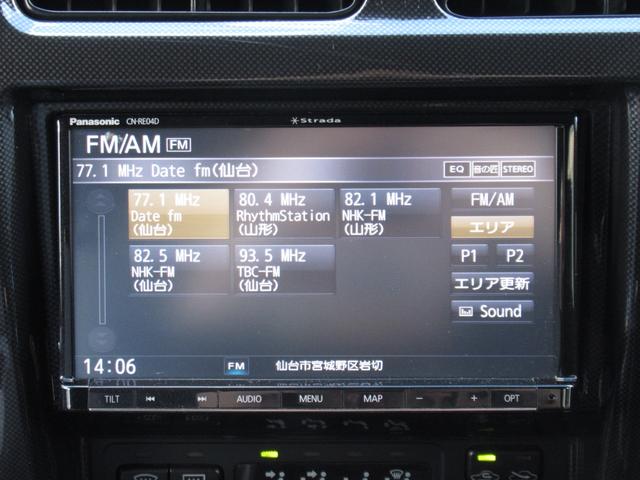 Panasonic CN-RE04D Strada
FM/AM FM
77.1 MHz Date fm(仙台) EQ 音の匠 STEREO
77.1 MHz
Date fm
(仙台)
80.4 MHz
RhythmStation
(山形)
82.1 MHz
NHK-FM
(山形)
FM/AM
エリア
82.5 MHz
NHK-FM
(仙台)
93.5 MHz
TBC-FM
(仙台)
P1 P2
エリア更新
Sound
14:06 FM 仙台市宮城野区岩切
TILT AUDIO MENU MAP − + OPT